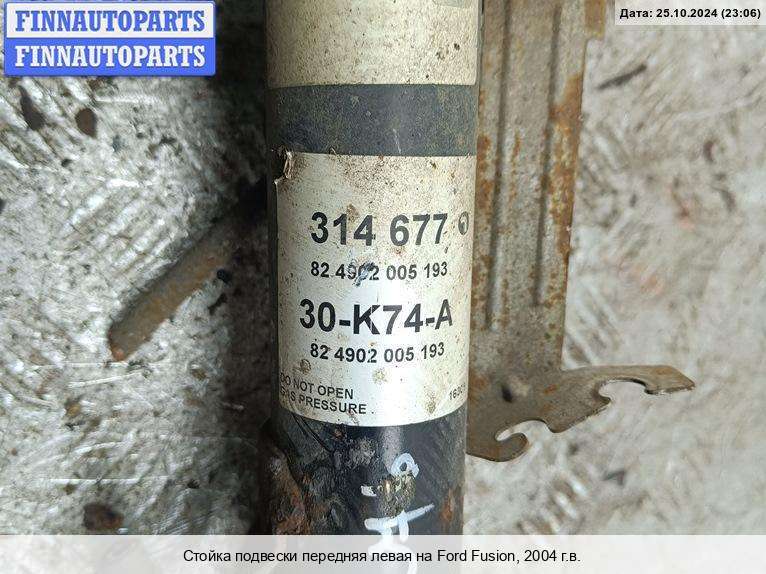 FINNAUTOPARTS
FINNAUTOPARTS
Дата: 25.10.2024 (23:06)
314 677
82 4902 005 193
30-K74-A
82 4902 005 193
DO NOT OPEN
GAS PRESSURE
Стойка подвески передняя левая на Ford Fusion, 2004 г.в.